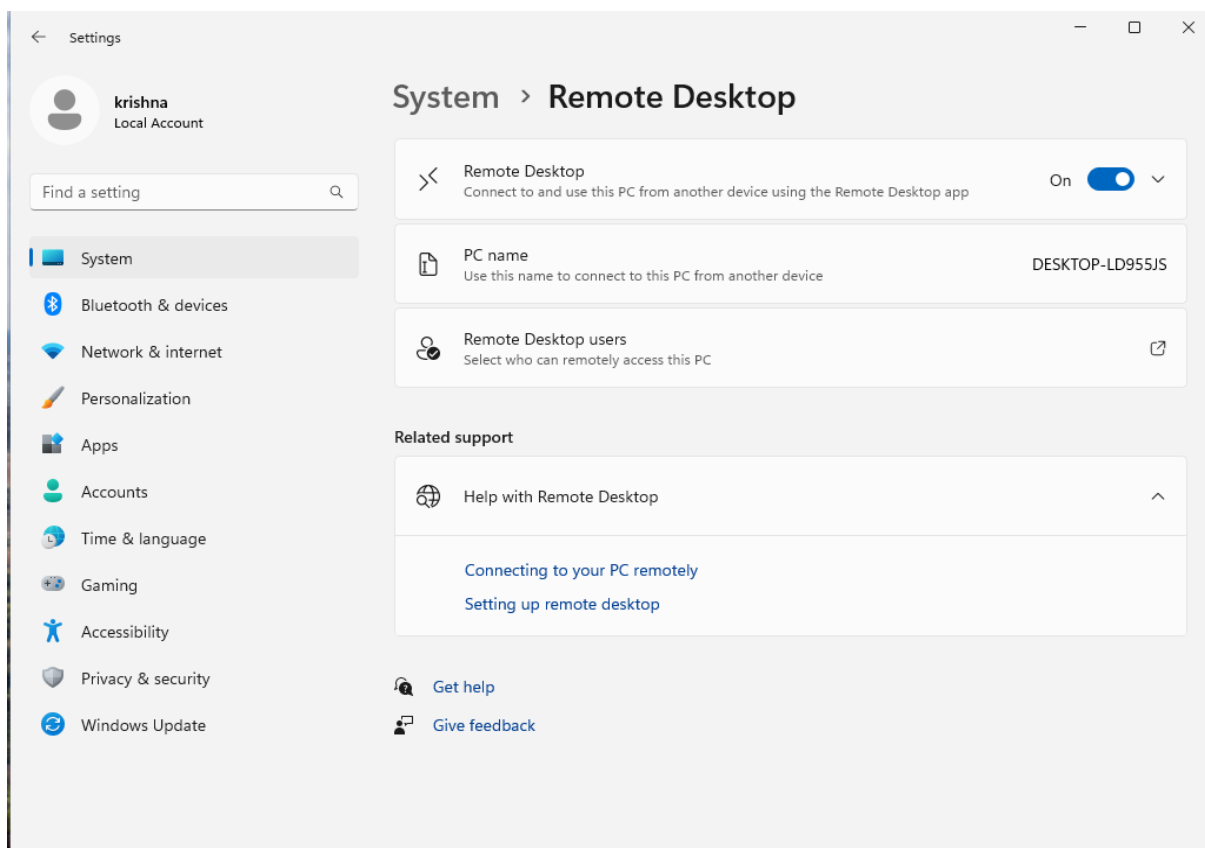 Settings
krishna
Local Account
Find a setting
System
Bluetooth & devices
Network & internet
Personalization
Apps
Accounts
Time & language
Gaming
Accessibility
Privacy & security
Windows Update
System > Remote Desktop
Remote Desktop
Connect to and use this PC from another device using the Remote Desktop app
On
PC name
Use this name to connect to this PC from another device
DESKTOP-LD955JS
Remote Desktop users
Select who can remotely access this PC
Related support
Help with Remote Desktop
Connecting to your PC remotely
Setting up remote desktop
Get help
Give feedback